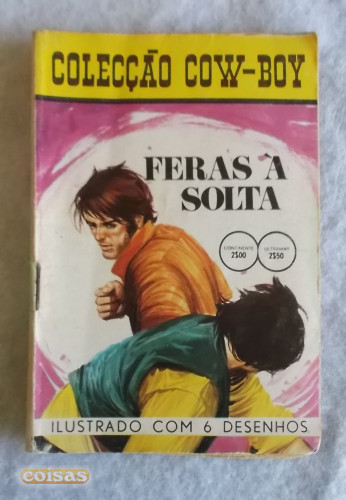 COLECÇÃO COW-BOY
FERAS À
SOLTA
CONTINENTE
2$00
ULTRAMAR
2$50
ILUSTRADO COM 6 DESENHOS
coisas